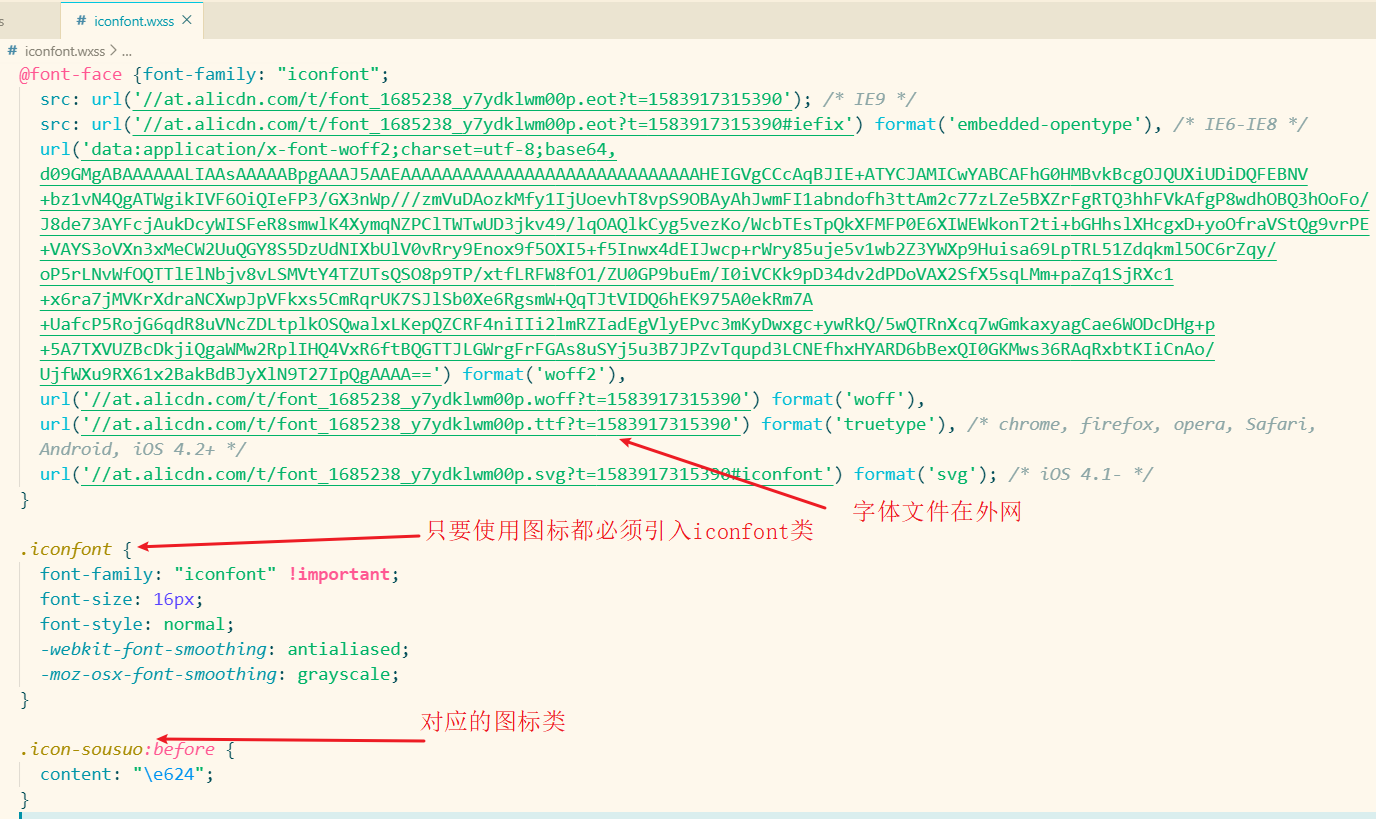 s
# iconfont.wxss ×
# iconfont.wxss > ...
@font-face {font-family: "iconfont";
src: url('//at.alicdn.com/t/font_1685238_y7ydklwm00p.eot?t=1583917315390'); /* IE9 */
src: url('//at.alicdn.com/t/font_1685238_y7ydklwm00p.eot?t=1583917315390#iefix') format('embedded-opentype'), /* IE6-IE8 */
url('data:application/x-font-woff2;charset=utf-8;base64,
d09GMgABAAAAAALIAAsAAAAABpgAAAJ5AAEAAAAAAAAAAAAAAAAAAAAAAAAAAAAAHEIGVgCCcAqBJIE+ATYCJAMICwYABCAFhG0HMBvkBcgOJQUXiUDiDQFEBNV
+bz1vN4QgATWgikIVF6OiQIeFP3/GX3nWp///zmVuDAozkMfy1IjUoevhT8vpS9OBAyAhJwmFI1abndofh3ttAm2c77zLZe5BXZrFgRTQ3hhFVkAfgP8wdhOBQ3hOoFo/
J8de73AYFcjAukDcyWISFeR8smwlK4XymqNZPClTWTwUD3jkv49/lqOAQlkCyg5vezKo/WcbTEsTpQkXFMFP0E6XIWEWkonT2ti+bGHhslXHcgxD+yoOfraVStQg9vrPE
+VAYS3oVXn3xMeCW2UuQGY8S5DzUdNIXbUlV0vRry9Enox9f5OXI5+f5Inwx4dEIJwcp+rWry85uje5v1wb2Z3YWXp9Huisa69LpTRL51Zdqkml5OC6rZqy/
oP5rLNvWfOQTTlElNbjv8vLSMVtY4TZUTsQSO8p9TP/xtfLRFW8fO1/ZU0GP9buEm/I0iVCKk9pD34dv2dPDoVAX2SfX5sqLMm+paZq1SjRXc1
+x6ra7jMVKrXdraNCXwpJpVFkxs5CmRqrUK7SJlSb0Xe6RgsmW+QqTJtVIDQ6hEK975A0ekRm7A
+UafcP5RojG6qdR8uVNcZDLtplkOSQwalxLKepQZCRF4niIIi2lmRZIadEgVlyEPvc3mKyDwxgc+ywRkQ/5wQTRnXcq7wGmkaxyagCae6WODcDHg+p
+5A7TXVUZBcDkjiQgaWMw2RplIHQ4VxR6ftBQGTTJLGWrgFrFGAs8uSYj5u3B7JPZvTqupd3LCNEfhxHYARD6bBexQI0GKMws36RAqRxbtKIiCnAo/
UjfWXu9RX61x2BakBdBJyXlN9T27IpQgAAAA==') format('woff2'),
url('//at.alicdn.com/t/font_1685238_y7ydklwm00p.woff?t=1583917315390') format('woff'),
url('//at.alicdn.com/t/font_1685238_y7ydklwm00p.ttf?t=1583917315390') format('truetype'), /* chrome, firefox, opera, Safari,
Android, iOS 4.2+ */
url('//at.alicdn.com/t/font_1685238_y7ydklwm00p.svg?t=1583917315390#iconfont') format('svg'); /* iOS 4.1- */
}
字体文件在外网
只要使用图标都必须引入iconfont类
.iconfont {
font-family: "iconfont" !important;
font-size: 16px;
font-style: normal;
-webkit-font-smoothing: antialiased;
-moz-osx-font-smoothing: grayscale;
}
对应的图标类
.icon-sousuo:before {
content: "\e624";
}